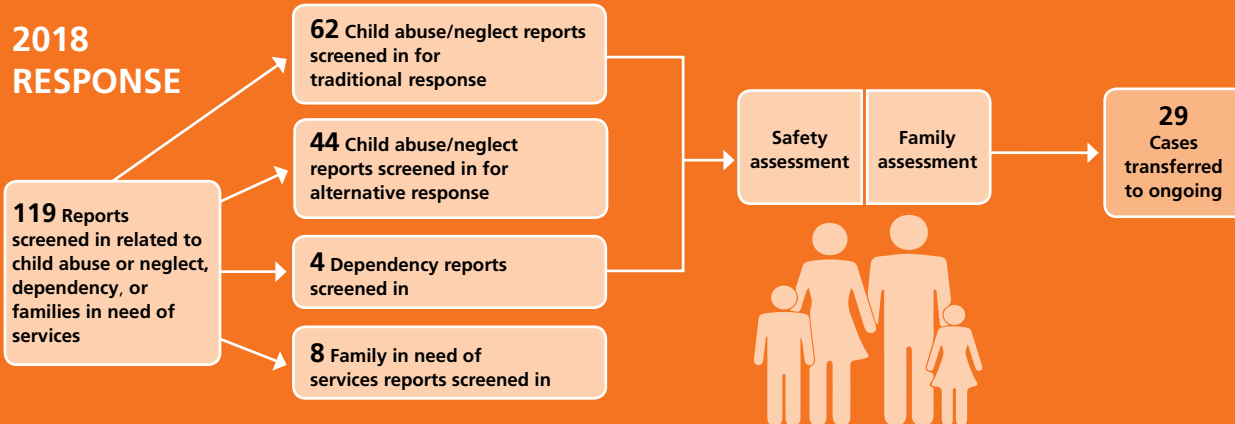 2018
RESPONSE
119 Reports
screened in related to
child abuse or neglect,
dependency, or
families in need of
services
62 Child abuse/neglect reports
screened in for
traditional response
44 Child abuse/neglect
reports screened in for
alternative response
4 Dependency reports
screened in
8 Family in need of
services reports screened in
Safety
assessment
Family
assessment
29
Cases
transferred
to ongoing